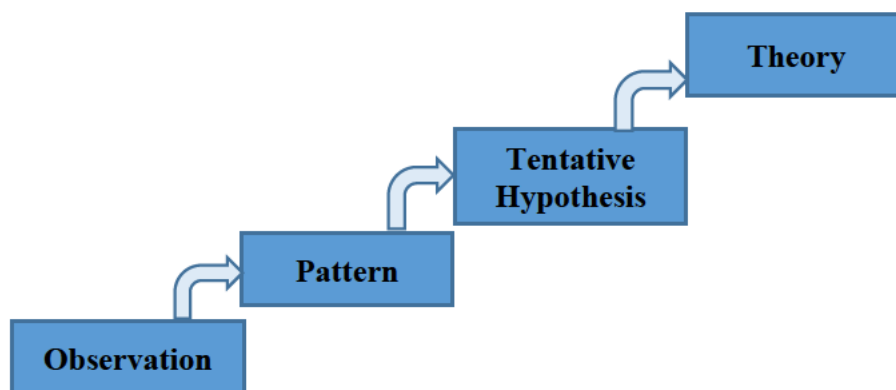 Theory
Tentative
Hypothesis
Pattern
Observation